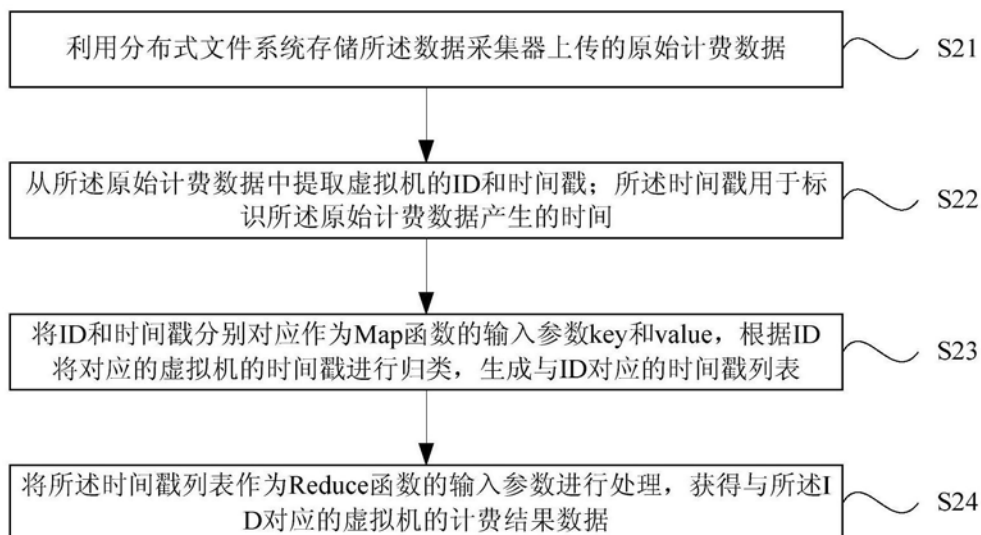 利用分布式文件系统存储所述数据采集器上传的原始计费数据
S21
从所述原始计费数据中提取虚拟机的ID和时间戳；所述时间戳用于标
识所述原始计费数据产生的时间
S22
将ID和时间戳分别对应作为Map函数的输入参数key和value，根据ID
将对应的虚拟机的时间戳进行归类，生成与ID对应的时间戳列表
S23
将所述时间戳列表作为Reduce函数的输入参数进行处理，获得与所述I
D对应的虚拟机的计费结果数据
S24